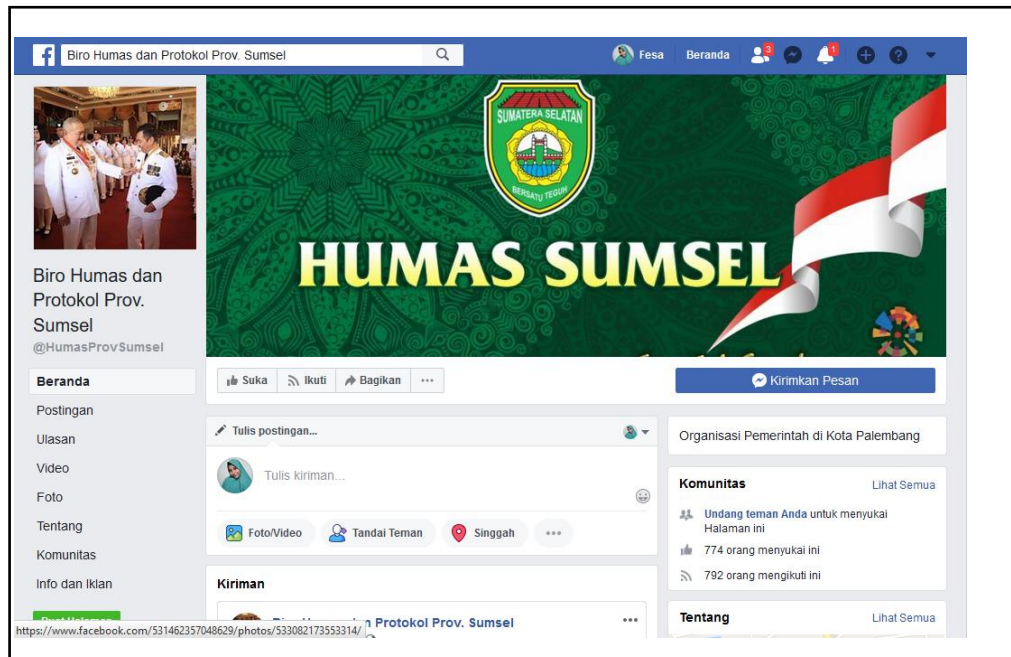 Biro Humas dan Protokol Prov. Sumsel
Fesa
Beranda
3
1
SUMATERA SELATAN
BERSATU TEGUH
HUMAS SUMSEL
Biro Humas dan
Protokol Prov.
Sumsel
@HumasProvSumsel
Beranda
Postingan
Ulasan
Video
Foto
Tentang
Komunitas
Info dan Iklan
Suka
Ikuti
Bagikan
Kirimkan Pesan
Tulis postingan...
Tulis kiriman...
Foto/Video
Tandai Teman
Singgah
Kiriman
Protokol Prov. Sumsel
Organisasi Pemerintah di Kota Palembang
Komunitas
Lihat Semua
Undang teman Anda untuk menyukai
Halaman ini
774 orang menyukai ini
792 orang mengikuti ini
Tentang
Lihat Semua
https://www.facebook.com/531462357048629/photos/533082173553314/